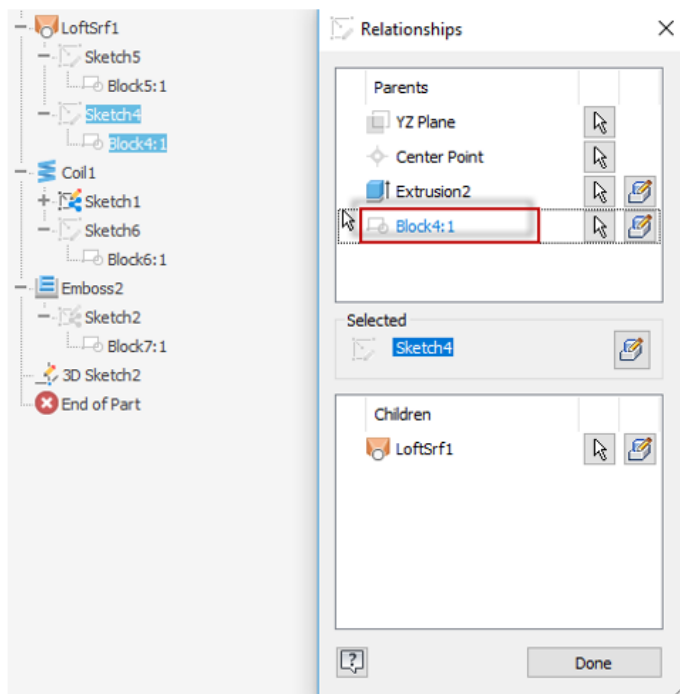 LoftSrf1
Sketch5
Block5:1
Sketch4
Block4:1
Coil1
Sketch1
Sketch6
Block6:1
Emboss2
Sketch2
Block7:1
3D Sketch2
End of Part
Relationships
Parents
YZ Plane
Center Point
Extrusion2
Block4:1
Selected
Sketch4
Children
LoftSrf1
Done